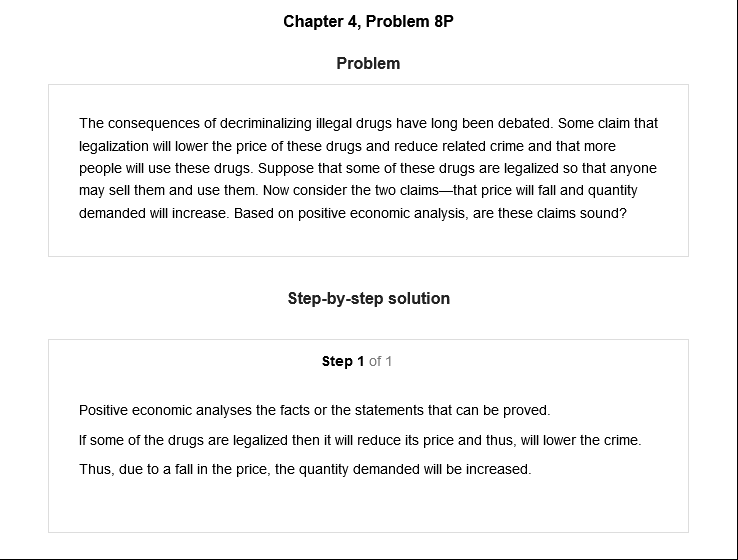 Chapter 4, Problem 8P
Problem
The consequences of decriminalizing illegal drugs have long been debated. Some claim that
legalization will lower the price of these drugs and reduce related crime and that more
people will use these drugs. Suppose that some of these drugs are legalized so that anyone
may sell them and use them. Now consider the two claims—that price will fall and quantity
demanded will increase. Based on positive economic analysis, are these claims sound?
Step-by-step solution
Step 1 of 1
Positive economic analyses the facts or the statements that can be proved.
If some of the drugs are legalized then it will reduce its price and thus, will lower the crime.
Thus, due to a fall in the price, the quantity demanded will be increased.